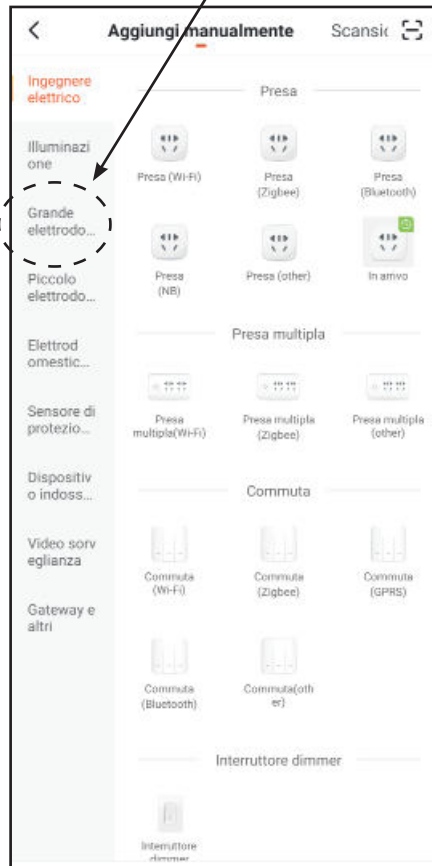 Aggiungi manualmente
Scansic
Ingegnere
elettrico
Illuminazi
one
Grande
elettrodo...
Piccolo
elettrodo...
Elettrod
omestic...
Sensore di
protezio...
Dispositiv
o indoss...
Video sorv
eglianza
Gateway e
altri
Presa
Presa (Wi-Fi)
Presa
(Zigbee)
Presa
(Bluetooth)
Presa
(NB)
Presa (other)
In arrivo
Presa multipla
Presa
multipla(Wi-Fi)
Presa multipla
(Zigbee)
Presa multipla
(other)
Commuta
Commuta
(Wi-Fi)
Commuta
(Zigbee)
Commuta
(GPRS)
Commuta
(Bluetooth)
Commuta(oth
er)
Interruttore dimmer
Interruttore
dimmer